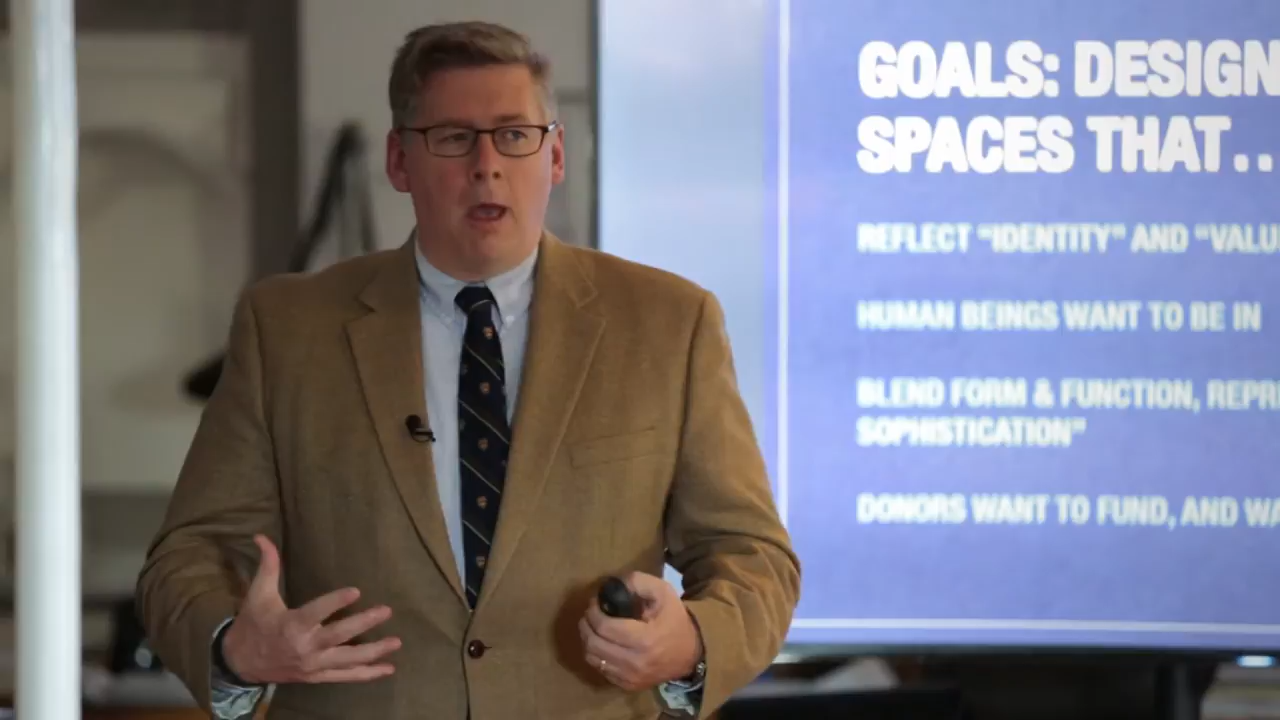 GOALS: DESIGN
SPACES THAT..
REFLECT "IDENTITY" AND "VALU
HUMAN BEINGS WANT TO BE IN
BLEND FORM & FUNCTION, REPR
SOPHISTICATION"
DONORS WANT TO FUND, AND WA